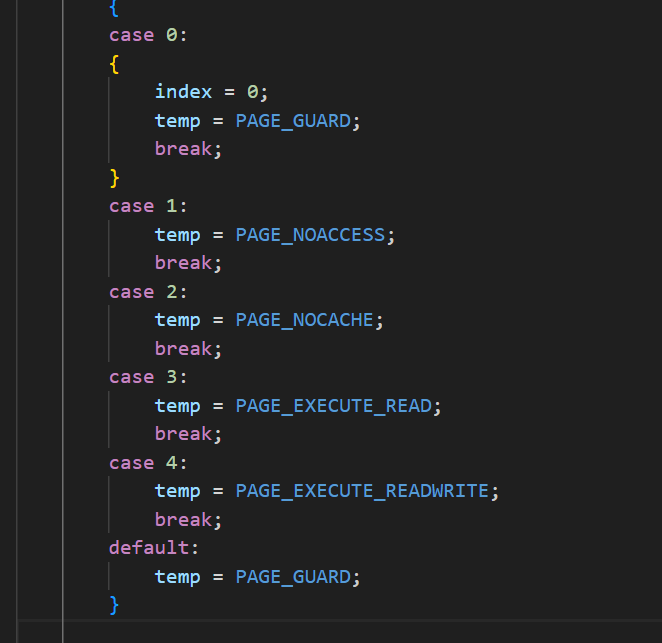 {
case 0:
{
index = 0;
temp = PAGE_GUARD;
break;
}
case 1:
temp = PAGE_NOACCESS;
break;
case 2:
temp = PAGE_NOCACHE;
break;
case 3:
temp = PAGE_EXECUTE_READ;
break;
case 4:
temp = PAGE_EXECUTE_READWRITE;
break;
default:
temp = PAGE_GUARD;
}